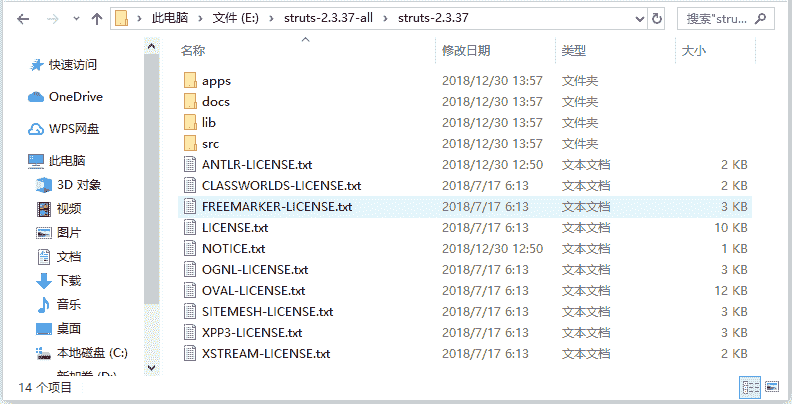 此电脑 > 文件 (E:) > struts-2.3.37-all > struts-2.3.37
搜索"stru...
名称 修改日期 类型 大小
快速访问
OneDrive
WPS网盘
此电脑
3D 对象
视频
图片
文档
下载
音乐
桌面
本地磁盘 (C:)
新加卷 (D:)
apps 2018/12/30 13:57 文件夹
docs 2018/12/30 13:57 文件夹
lib 2018/12/30 13:57 文件夹
src 2018/12/30 13:57 文件夹
ANTLR-LICENSE.txt 2018/12/30 12:50 文本文档 2 KB
CLASSWORLDS-LICENSE.txt 2018/7/17 6:13 文本文档 2 KB
FREEMARKER-LICENSE.txt 2018/7/17 6:13 文本文档 3 KB
LICENSE.txt 2018/7/17 6:13 文本文档 10 KB
NOTICE.txt 2018/12/30 12:50 文本文档 1 KB
OGNL-LICENSE.txt 2018/7/17 6:13 文本文档 3 KB
OVAL-LICENSE.txt 2018/7/17 6:13 文本文档 12 KB
SITEMESH-LICENSE.txt 2018/7/17 6:13 文本文档 3 KB
XPP3-LICENSE.txt 2018/7/17 6:13 文本文档 3 KB
XSTREAM-LICENSE.txt 2018/7/17 6:13 文本文档 2 KB
14 个项目